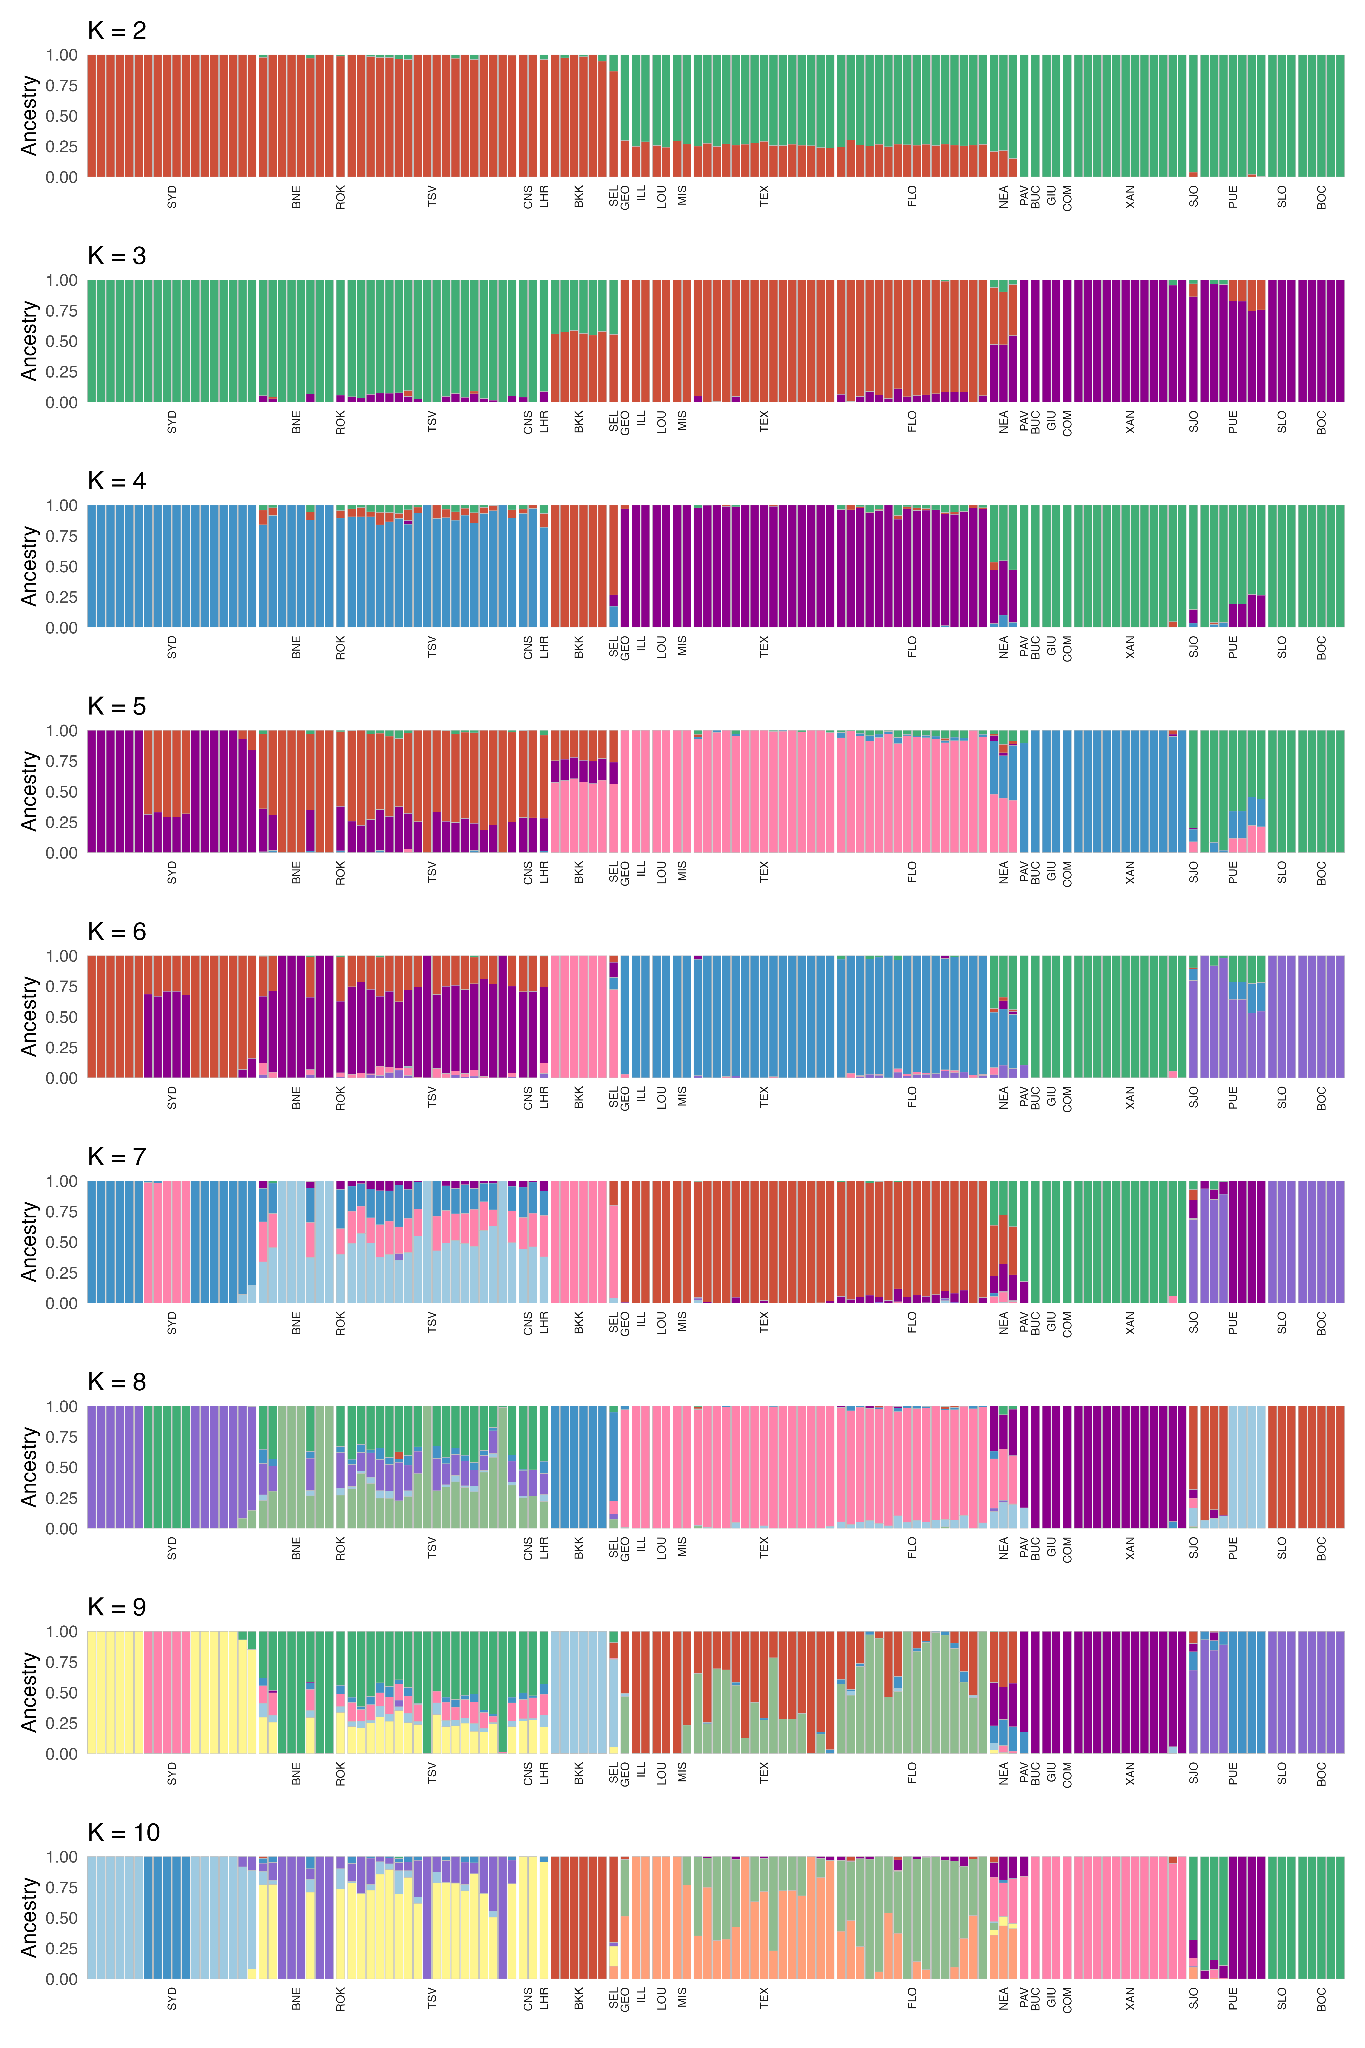 K = 2
Ancestry
1.00
0.75
0.50
0.25
0.00
SYD BNE ROK TSV CNS LHR BKK SEL GEO ILL LOU MIS TEX FLO NEA PAV BUC GIU COM XAN SJO PUE SLO BOC
K = 3
Ancestry
1.00
0.75
0.50
0.25
0.00
SYD BNE ROK TSV CNS LHR BKK SEL GEO ILL LOU MIS TEX FLO NEA PAV BUC GIU COM XAN SJO PUE SLO BOC
K = 4
Ancestry
1.00
0.75
0.50
0.25
0.00
SYD BNE ROK TSV CNS LHR BKK SEL GEO ILL LOU MIS TEX FLO NEA PAV BUC GIU COM XAN SJO PUE SLO BOC
K = 5
Ancestry
1.00
0.75
0.50
0.25
0.00
SYD BNE ROK TSV CNS LHR BKK SEL GEO ILL LOU MIS TEX FLO NEA PAV BUC GIU COM XAN SJO PUE SLO BOC
K = 6
Ancestry
1.00
0.75
0.50
0.25
0.00
SYD BNE ROK TSV CNS LHR BKK SEL GEO ILL LOU MIS TEX FLO NEA PAV BUC GIU COM XAN SJO PUE SLO BOC
K = 7
Ancestry
1.00
0.75
0.50
0.25
0.00
SYD BNE ROK TSV CNS LHR BKK SEL GEO ILL LOU MIS TEX FLO NEA PAV BUC GIU COM XAN SJO PUE SLO BOC
K = 8
Ancestry
1.00
0.75
0.50
0.25
0.00
SYD BNE ROK TSV CNS LHR BKK SEL GEO ILL LOU MIS TEX FLO NEA PAV BUC GIU COM XAN SJO PUE SLO BOC
K = 9
Ancestry
1.00
0.75
0.50
0.25
0.00
SYD BNE ROK TSV CNS LHR BKK SEL GEO ILL LOU MIS TEX FLO NEA PAV BUC GIU COM XAN SJO PUE SLO BOC
K = 10
Ancestry
1.00
0.75
0.50
0.25
0.00
SYD BNE ROK TSV CNS LHR BKK SEL GEO ILL LOU MIS TEX FLO NEA PAV BUC GIU COM XAN SJO PUE SLO BOC